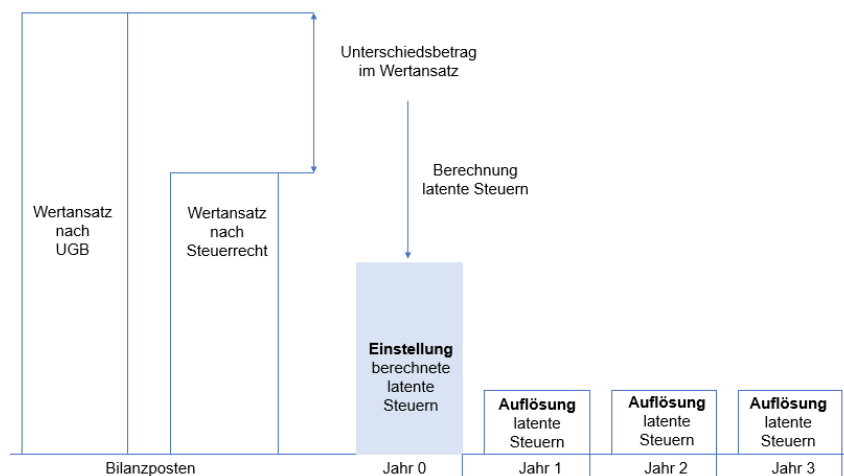 Unterschiedsbetrag
im Wertansatz
Berechnung
latente Steuern
Wertansatz
nach
UGB
Wertansatz
nach
Steuerrecht
Einstellung
berechnete
latente
Steuern
Auflösung
latente
Steuern
Auflösung
latente
Steuern
Auflösung
latente
Steuern
Bilanzposten
Jahr 0
Jahr 1
Jahr 2
Jahr 3